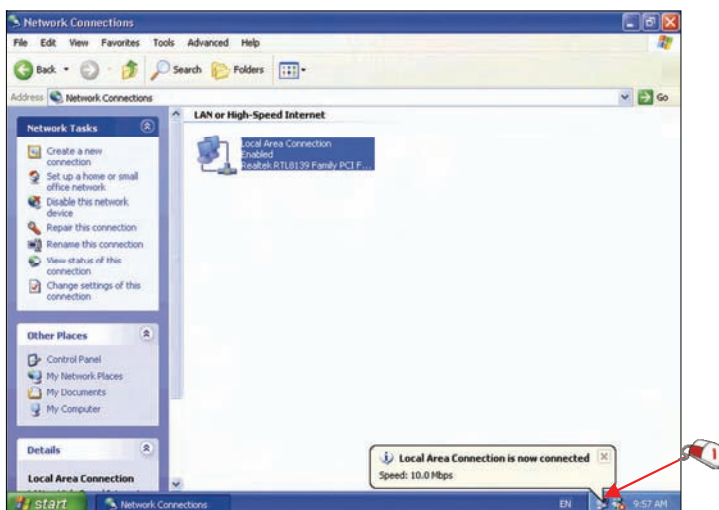 Network Connections
File Edit View Favorites Tools Advanced Help
Back Search Folders
Address Network Connections Go
Network Tasks
Create a new
connection
Set up a home or small
office network
Disable this network
device
Repair this connection
Rename this connection
View status of this
connection
Change settings of this
connection
Other Places
Control Panel
My Network Places
My Documents
My Computer
Details
Local Area Connection
LAN or High-Speed Internet
Local Area Connection
Enabled
Realtek RTL8139 Family PCI F...
Local Area Connection is now connected
Speed: 10.0 Mbps
1
start Network Connections EN 9:57 AM